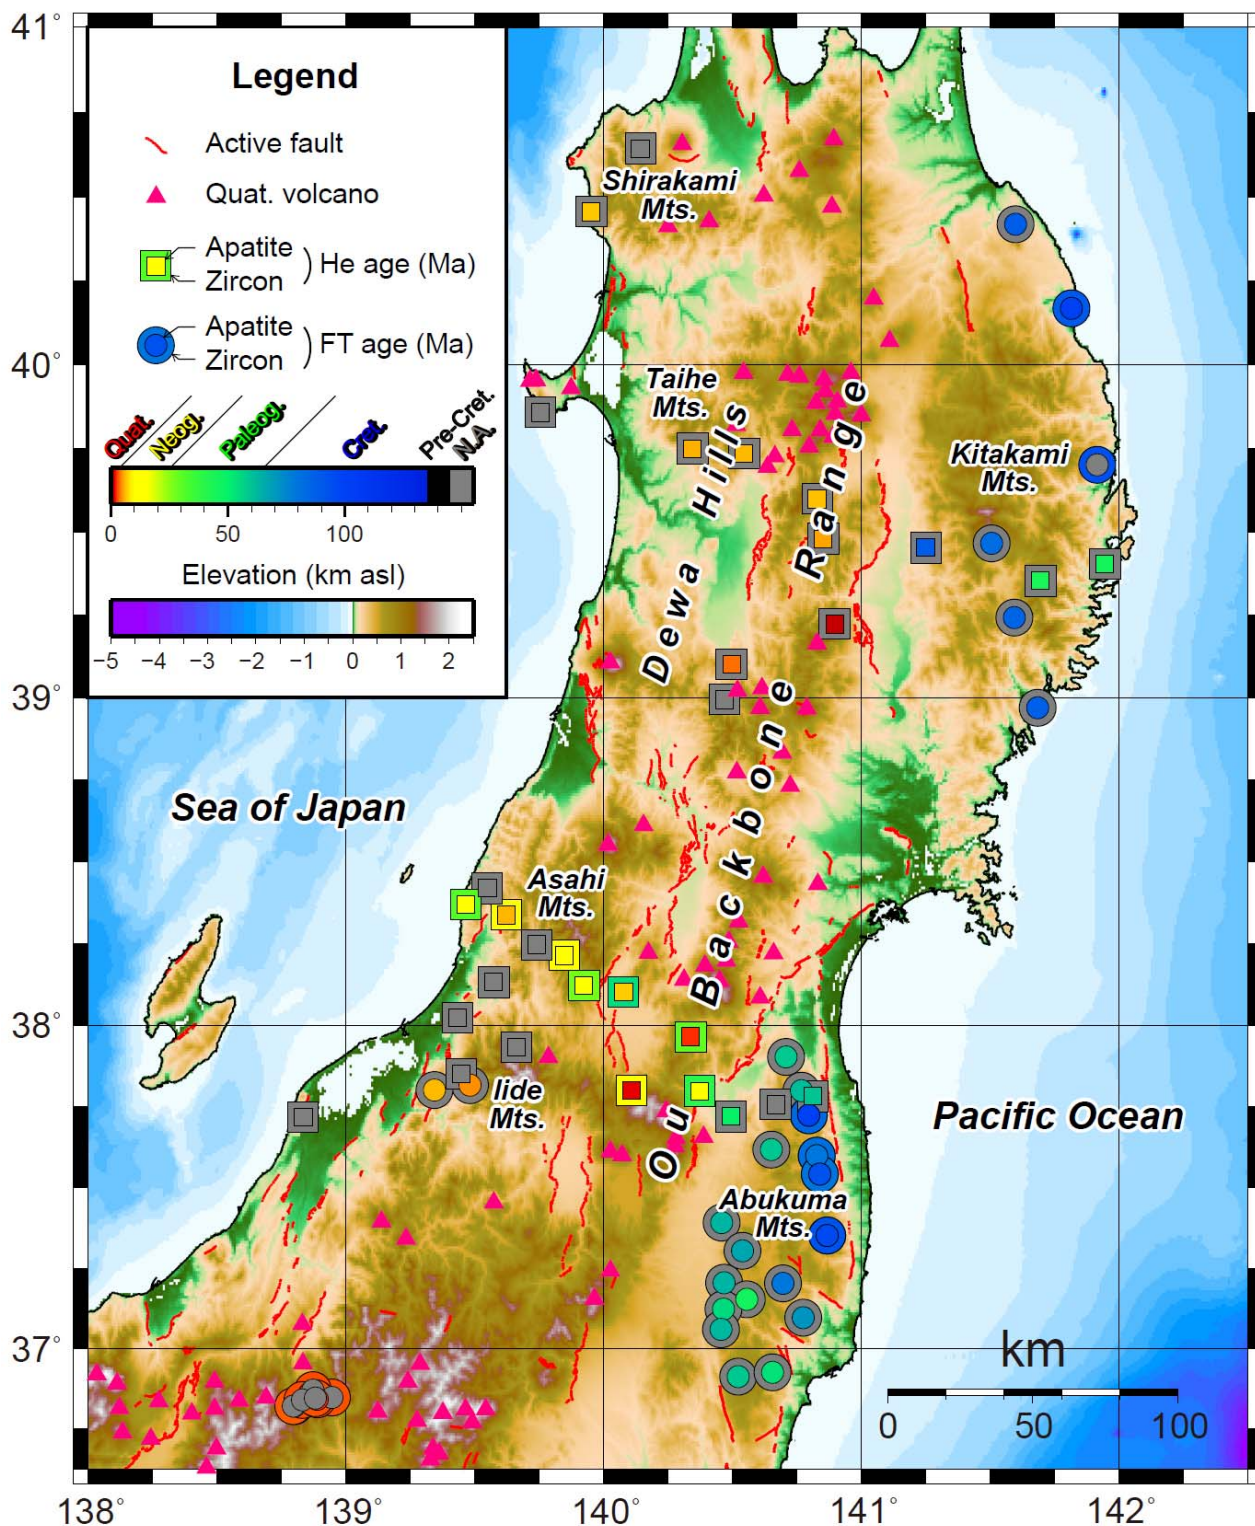 41°
40°
39°
38°
37°
138°
139°
140°
141°
142°
Legend
Active fault
Quat. volcano
Apatite
Zircon
He age (Ma)
Apatite
Zircon
FT age (Ma)
Quat.
Neog.
Paleog.
Cret.
Pre-Cret.
N.A.
0
50
100
Elevation (km asl)
−5
−4
−3
−2
−1
0
1
2
Shirakami
Mts.
Taihe
Mts.
Dewa Hills
Ou Backbone Range
Kitakami
Mts.
Sea of Japan
Asahi
Mts.
Iide
Mts.
Pacific Ocean
Abukuma
Mts.
km
0
50
100